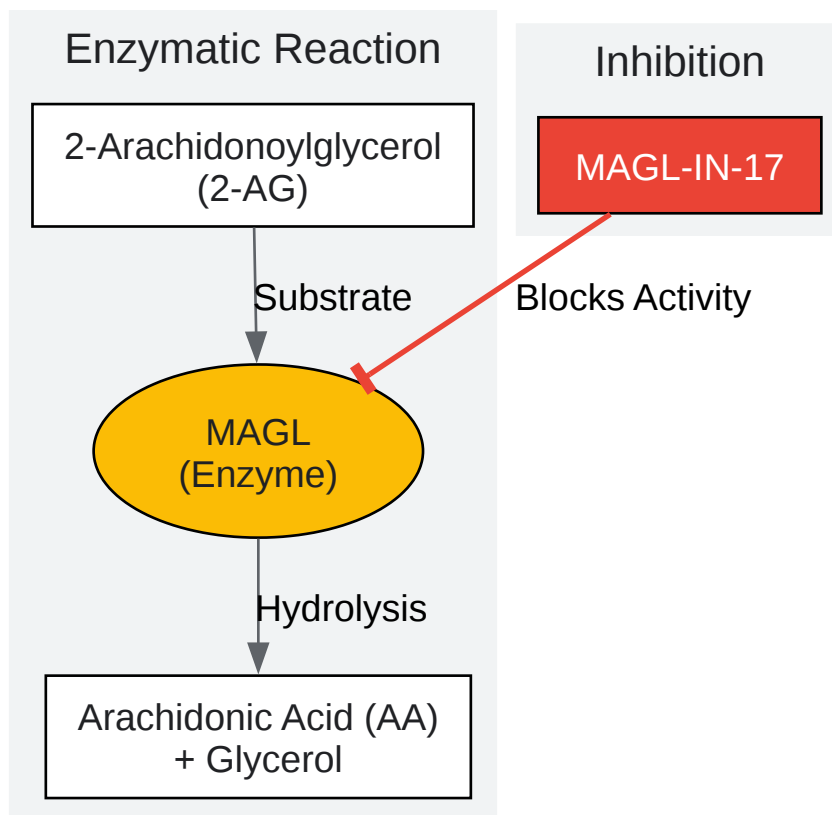 Enzymatic Reaction
2-Arachidonoylglycerol
(2-AG)
Substrate
MAGL
(Enzyme)
Hydrolysis
Arachidonic Acid (AA)
+ Glycerol
Inhibition
MAGL-IN-17
Blocks Activity